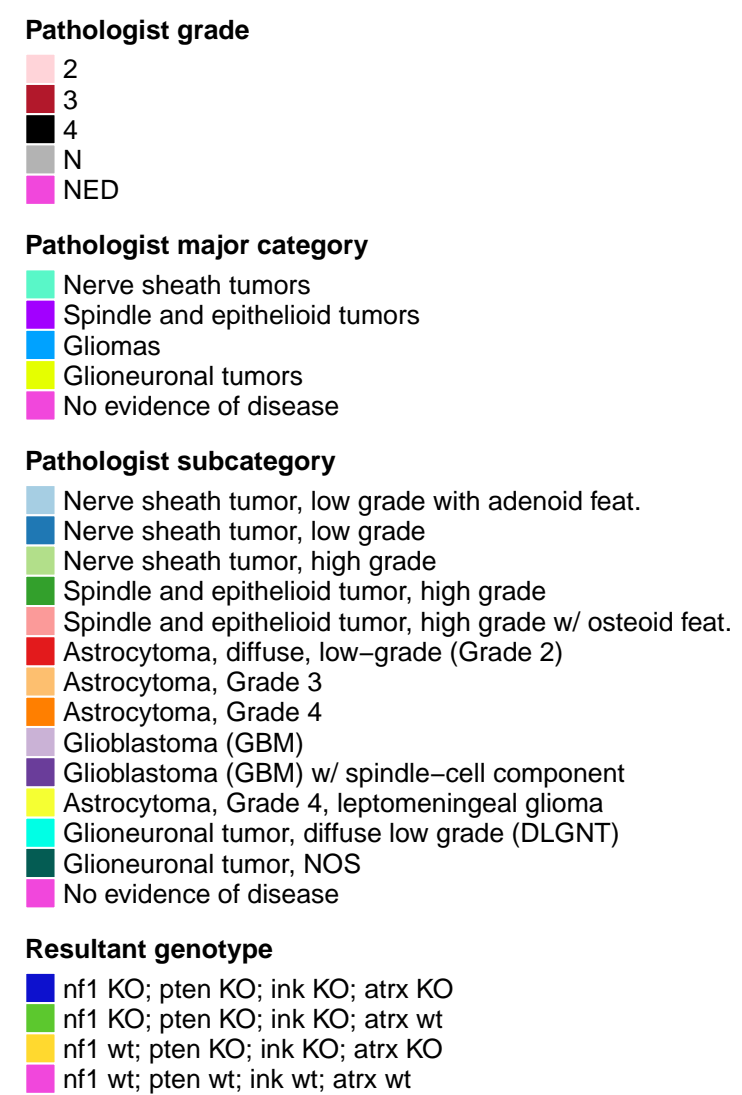 Pathologist grade
2
3
4
N
NED
Pathologist major category
Nerve sheath tumors
Spindle and epithelioid tumors
Gliomas
Glioneuronal tumors
No evidence of disease
Pathologist subcategory
Nerve sheath tumor, low grade with adenoid feat.
Nerve sheath tumor, low grade
Nerve sheath tumor, high grade
Spindle and epithelioid tumor, high grade
Spindle and epithelioid tumor, high grade w/ osteoid feat.
Astrocytoma, diffuse, low−grade (Grade 2)
Astrocytoma, Grade 3
Astrocytoma, Grade 4
Glioblastoma (GBM)
Glioblastoma (GBM) w/ spindle−cell component
Astrocytoma, Grade 4, leptomeningeal glioma
Glioneuronal tumor, diffuse low grade (DLGNT)
Glioneuronal tumor, NOS
No evidence of disease
Resultant genotype
nf1 KO; pten KO; ink KO; atrx KO
nf1 KO; pten KO; ink KO; atrx wt
nf1 wt; pten KO; ink KO; atrx KO
nf1 wt; pten wt; ink wt; atrx wt